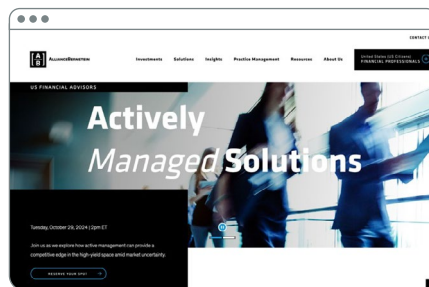 CONTACT
[A B] ALLIANCEBERNSTEIN
Investments Solutions Insights Practice Management Resources About Us
United States (US Citizens)
FINANCIAL PROFESSIONALS
US FINANCIAL ADVISORS
Actively
Managed Solutions
Tuesday, October 29, 2024 | 2pm ET
Join us as we explore how active management can provide a
competitive edge in the high-yield space amid market uncertainty.
RESERVE YOUR SPOT